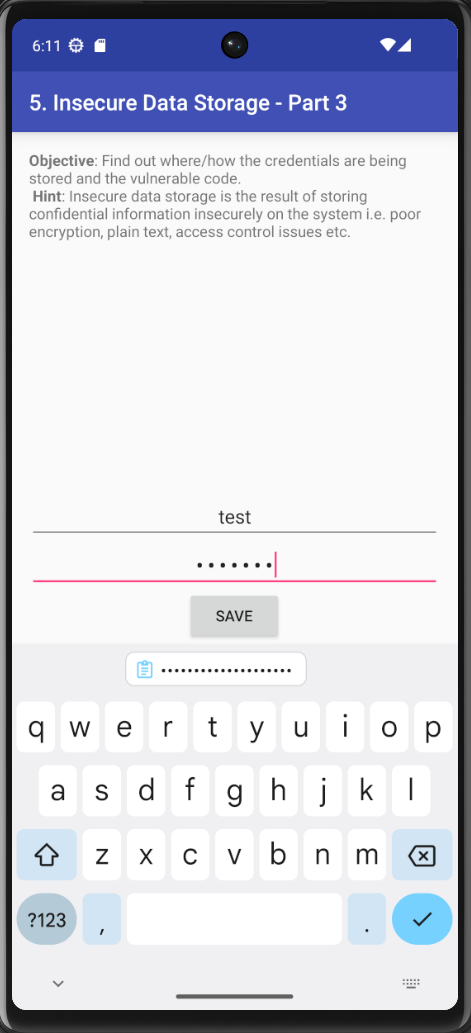 6:11
5. Insecure Data Storage - Part 3
Objective: Find out where/how the credentials are being
stored and the vulnerable code.
Hint: Insecure data storage is the result of storing
confidential information insecurely on the system i.e. poor
encryption, plain text, access control issues etc.
test
•••••••
SAVE
••••••••••••••••••••
q w e r t y u i o p
a s d f g h j k l
z x c v b n m
?123 , .